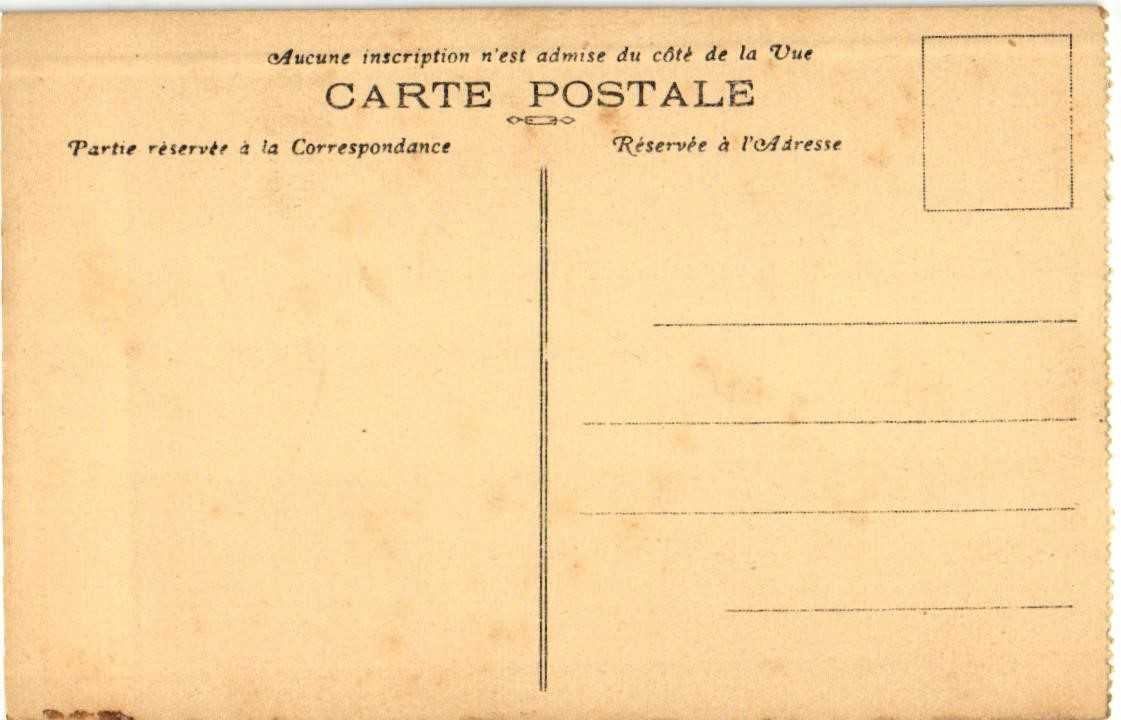 Aucune inscription n'est admise du côté de la Vue
CARTE POSTALE
Partie réservée à la Correspondance
Réservée à l'Adresse